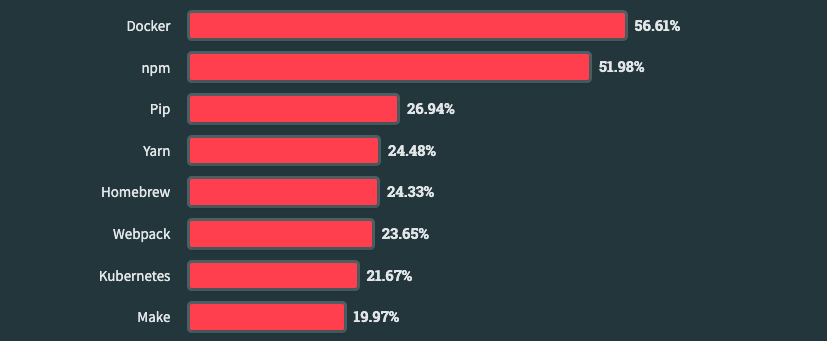 Docker 56.61%
npm 51.98%
Pip 26.94%
Yarn 24.48%
Homebrew 24.33%
Webpack 23.65%
Kubernetes 21.67%
Make 19.97%